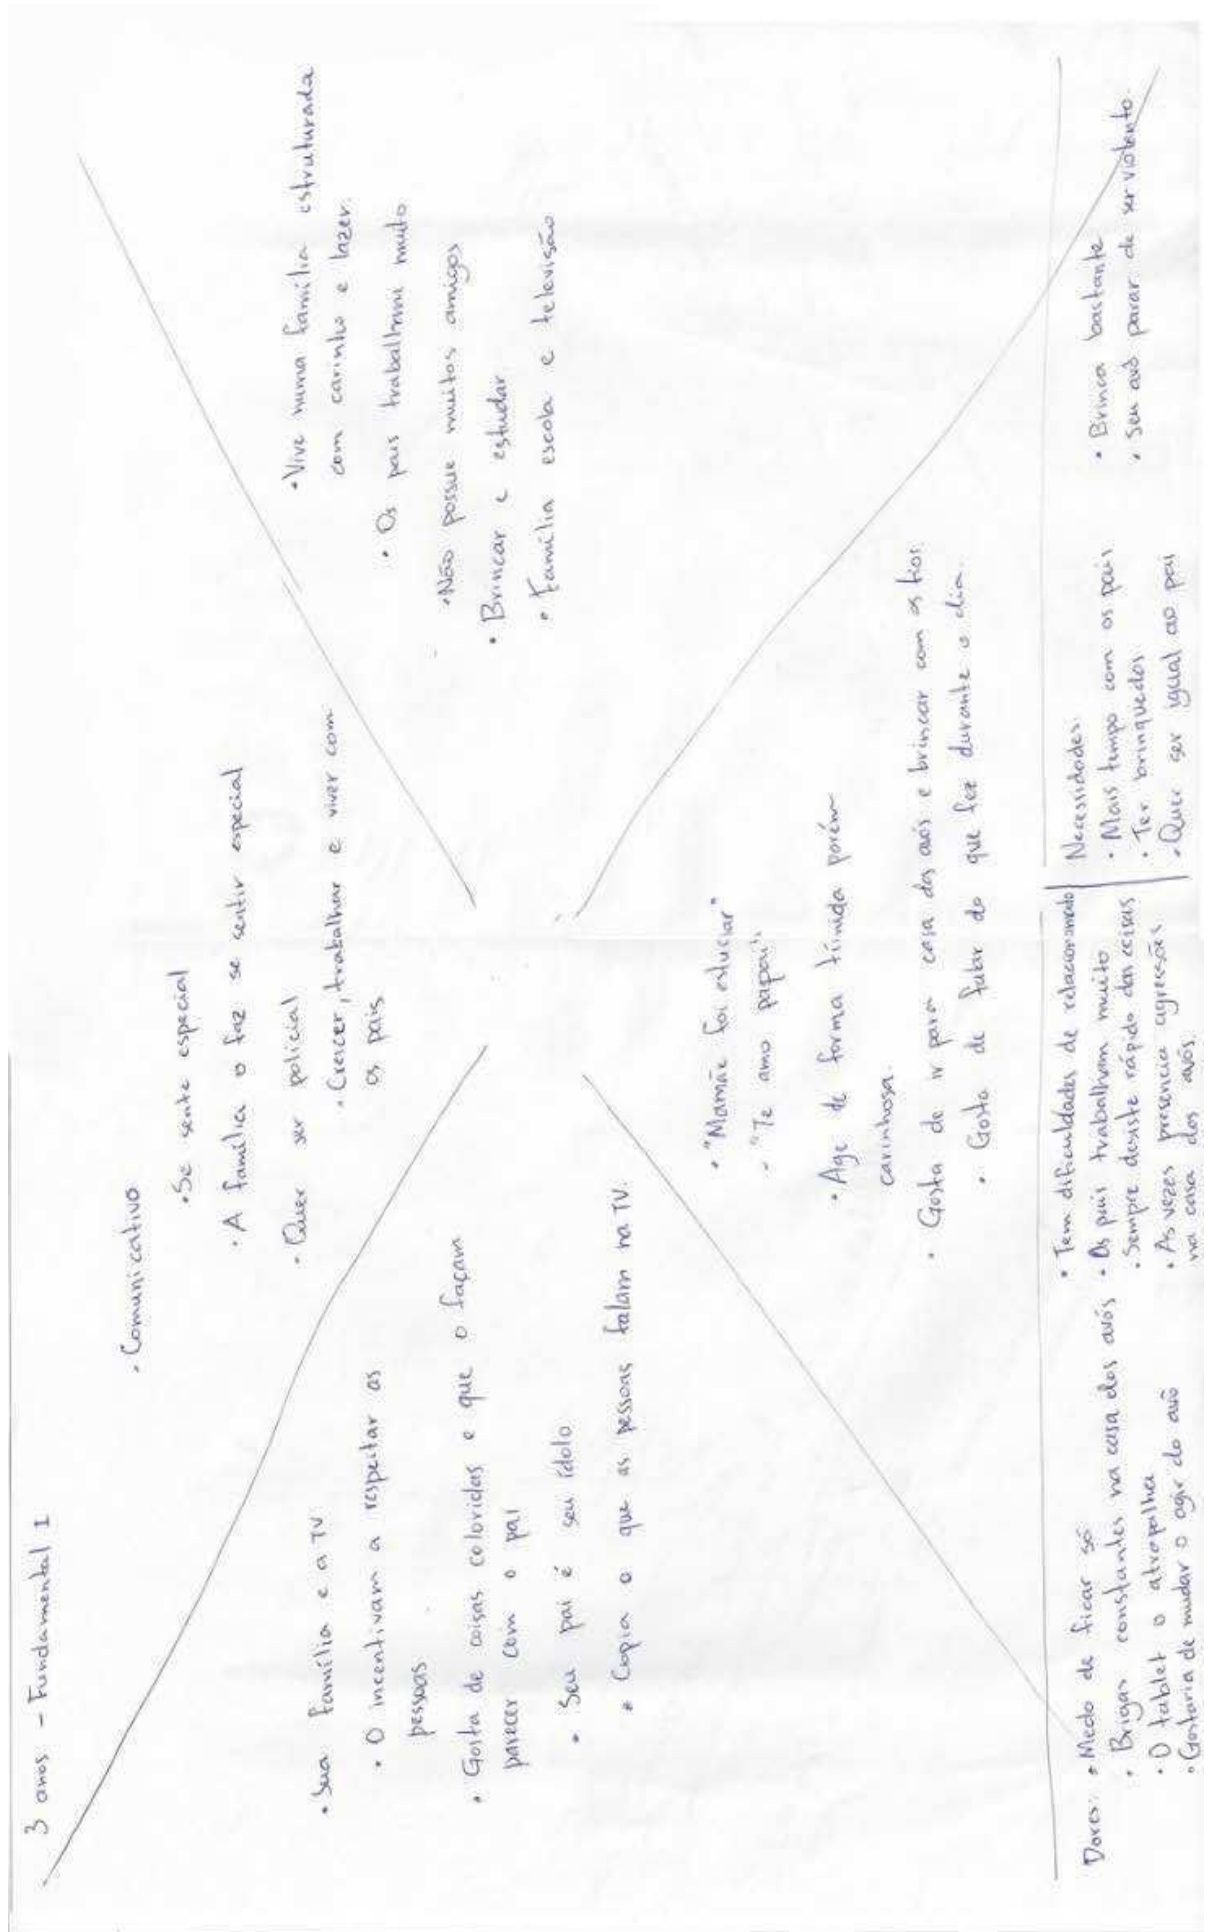 3 anos - Fundamental I
• Comunicativo
• Se sente especial
• A família o faz se sentir especial
• Quer ser policial
• Crescer, trabalhar e viver com
os pais
• Sua família e a TV
• O incentivam a respeitar as
pessoas
• Gosta de coisas coloridas e que o façam
parecer com o pai
• Seu pai é seu ídolo
• Copia o que as pessoas falam na TV.
• Vive numa família estruturada
com carinho e lazer.
• Os pais trabalham muito
• Não possue muitos amigos
• Brincar e estudar
• Família escola e televisão
• "Mamãe foi estudar"
- "Te amo papai"
• Age de forma tímida porém
carinhosa.
• Gosta de ir para casa dos avós e brincar com os tios.
• Gosta de falar do que fez durante o dia.
Dores: • Medo de ficar só
• Brigas constantes na casa dos avós
• O tablet o atrapalha
• Gostaria de mudar o agir do avô
• Tem dificuldades de relacionamento
• Os pais trabalham muito
• Sempre desiste rápido das coisas
• As vezes presencia agressões
na casa dos avós.
Necessidades:
• Mais tempo com os pais
• Ter brinquedos
• Quer ser igual ao pai
• Brinca bastante
• Seu avô parar de ser violento.